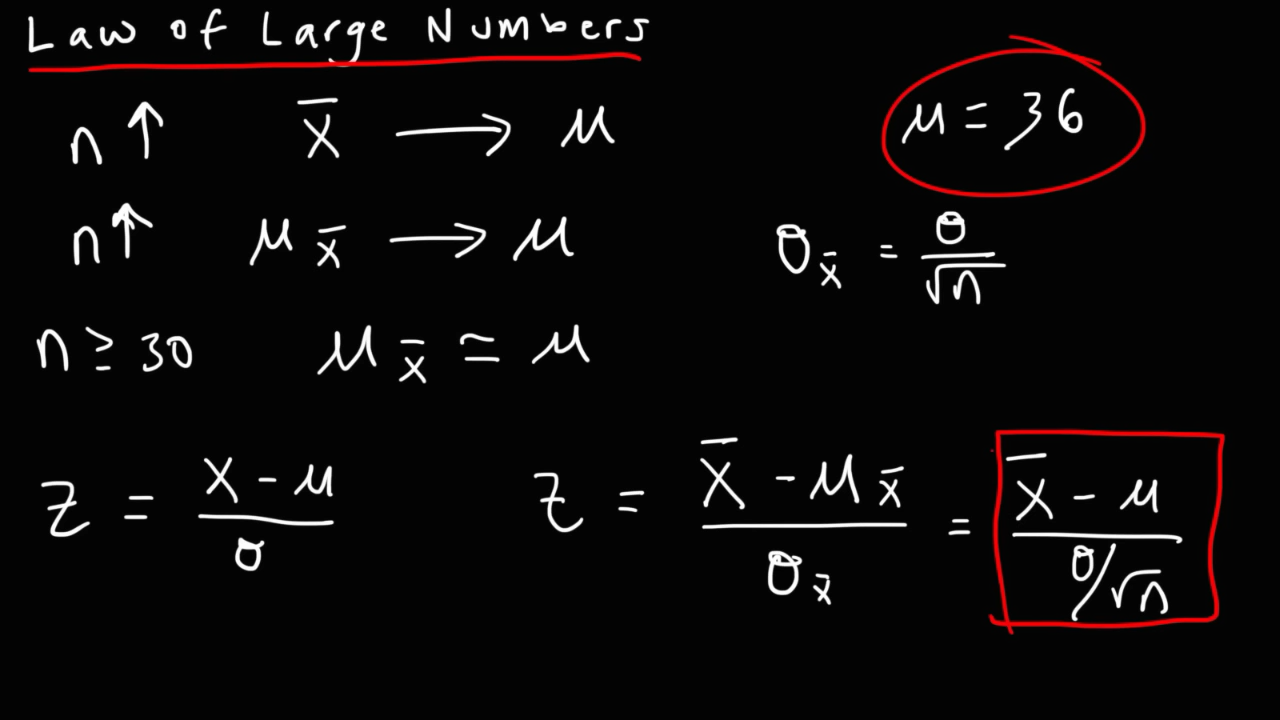 Law of Large Numbers
n↑ x̄ ⟶ μ
μ = 36
n↑ μx̄ ⟶ μ
σx̄ = σ/√n
n ≥ 30 μx̄ ≃ μ
z = (x - μ)/σ
z = (x̄ - μx̄)/σx̄ = (x̄ - μ)/(σ/√n)